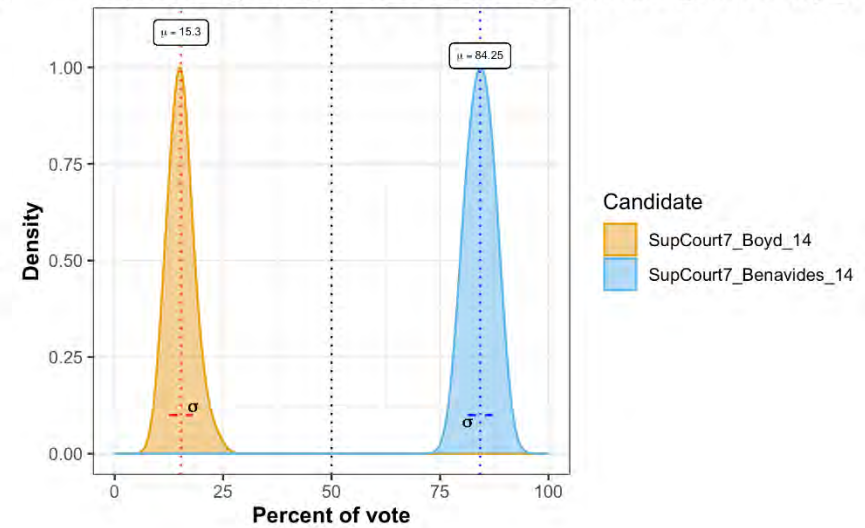 μ = 15.3
μ = 84.25
1.00
0.75
0.50
0.25
0.00
Density
σ
σ
0
25
50
75
100
Percent of vote
Candidate
SupCourt7_Boyd_14
SupCourt7_Benavides_14